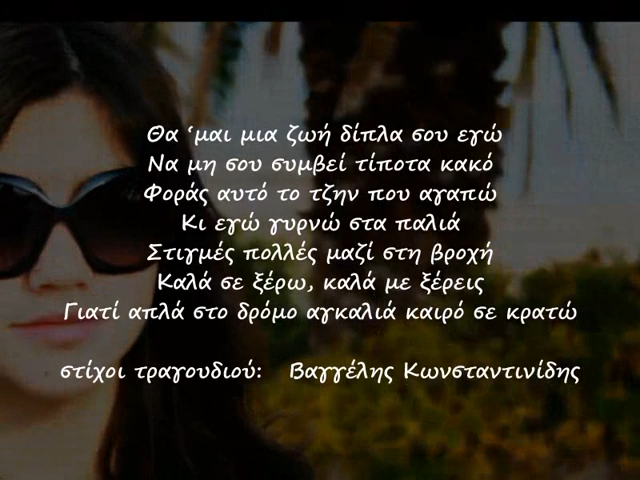 Θα ‘μαι μια ζωή δίπλα σου εγώ
Να μη σου συμβεί τίποτα κακό
Φοράς αυτό το τζην που αγαπώ
Κι εγώ γυρνώ στα παλιά
Στιγμές πολλές μαζί στη βροχή
Καλά σε ξέρω, καλά με ξέρεις
Γιατί απλά στο δρόμο αγκαλιά καιρό σε κρατώ
στίχοι τραγουδιού: Βαγγέλης Κωνσταντινίδης